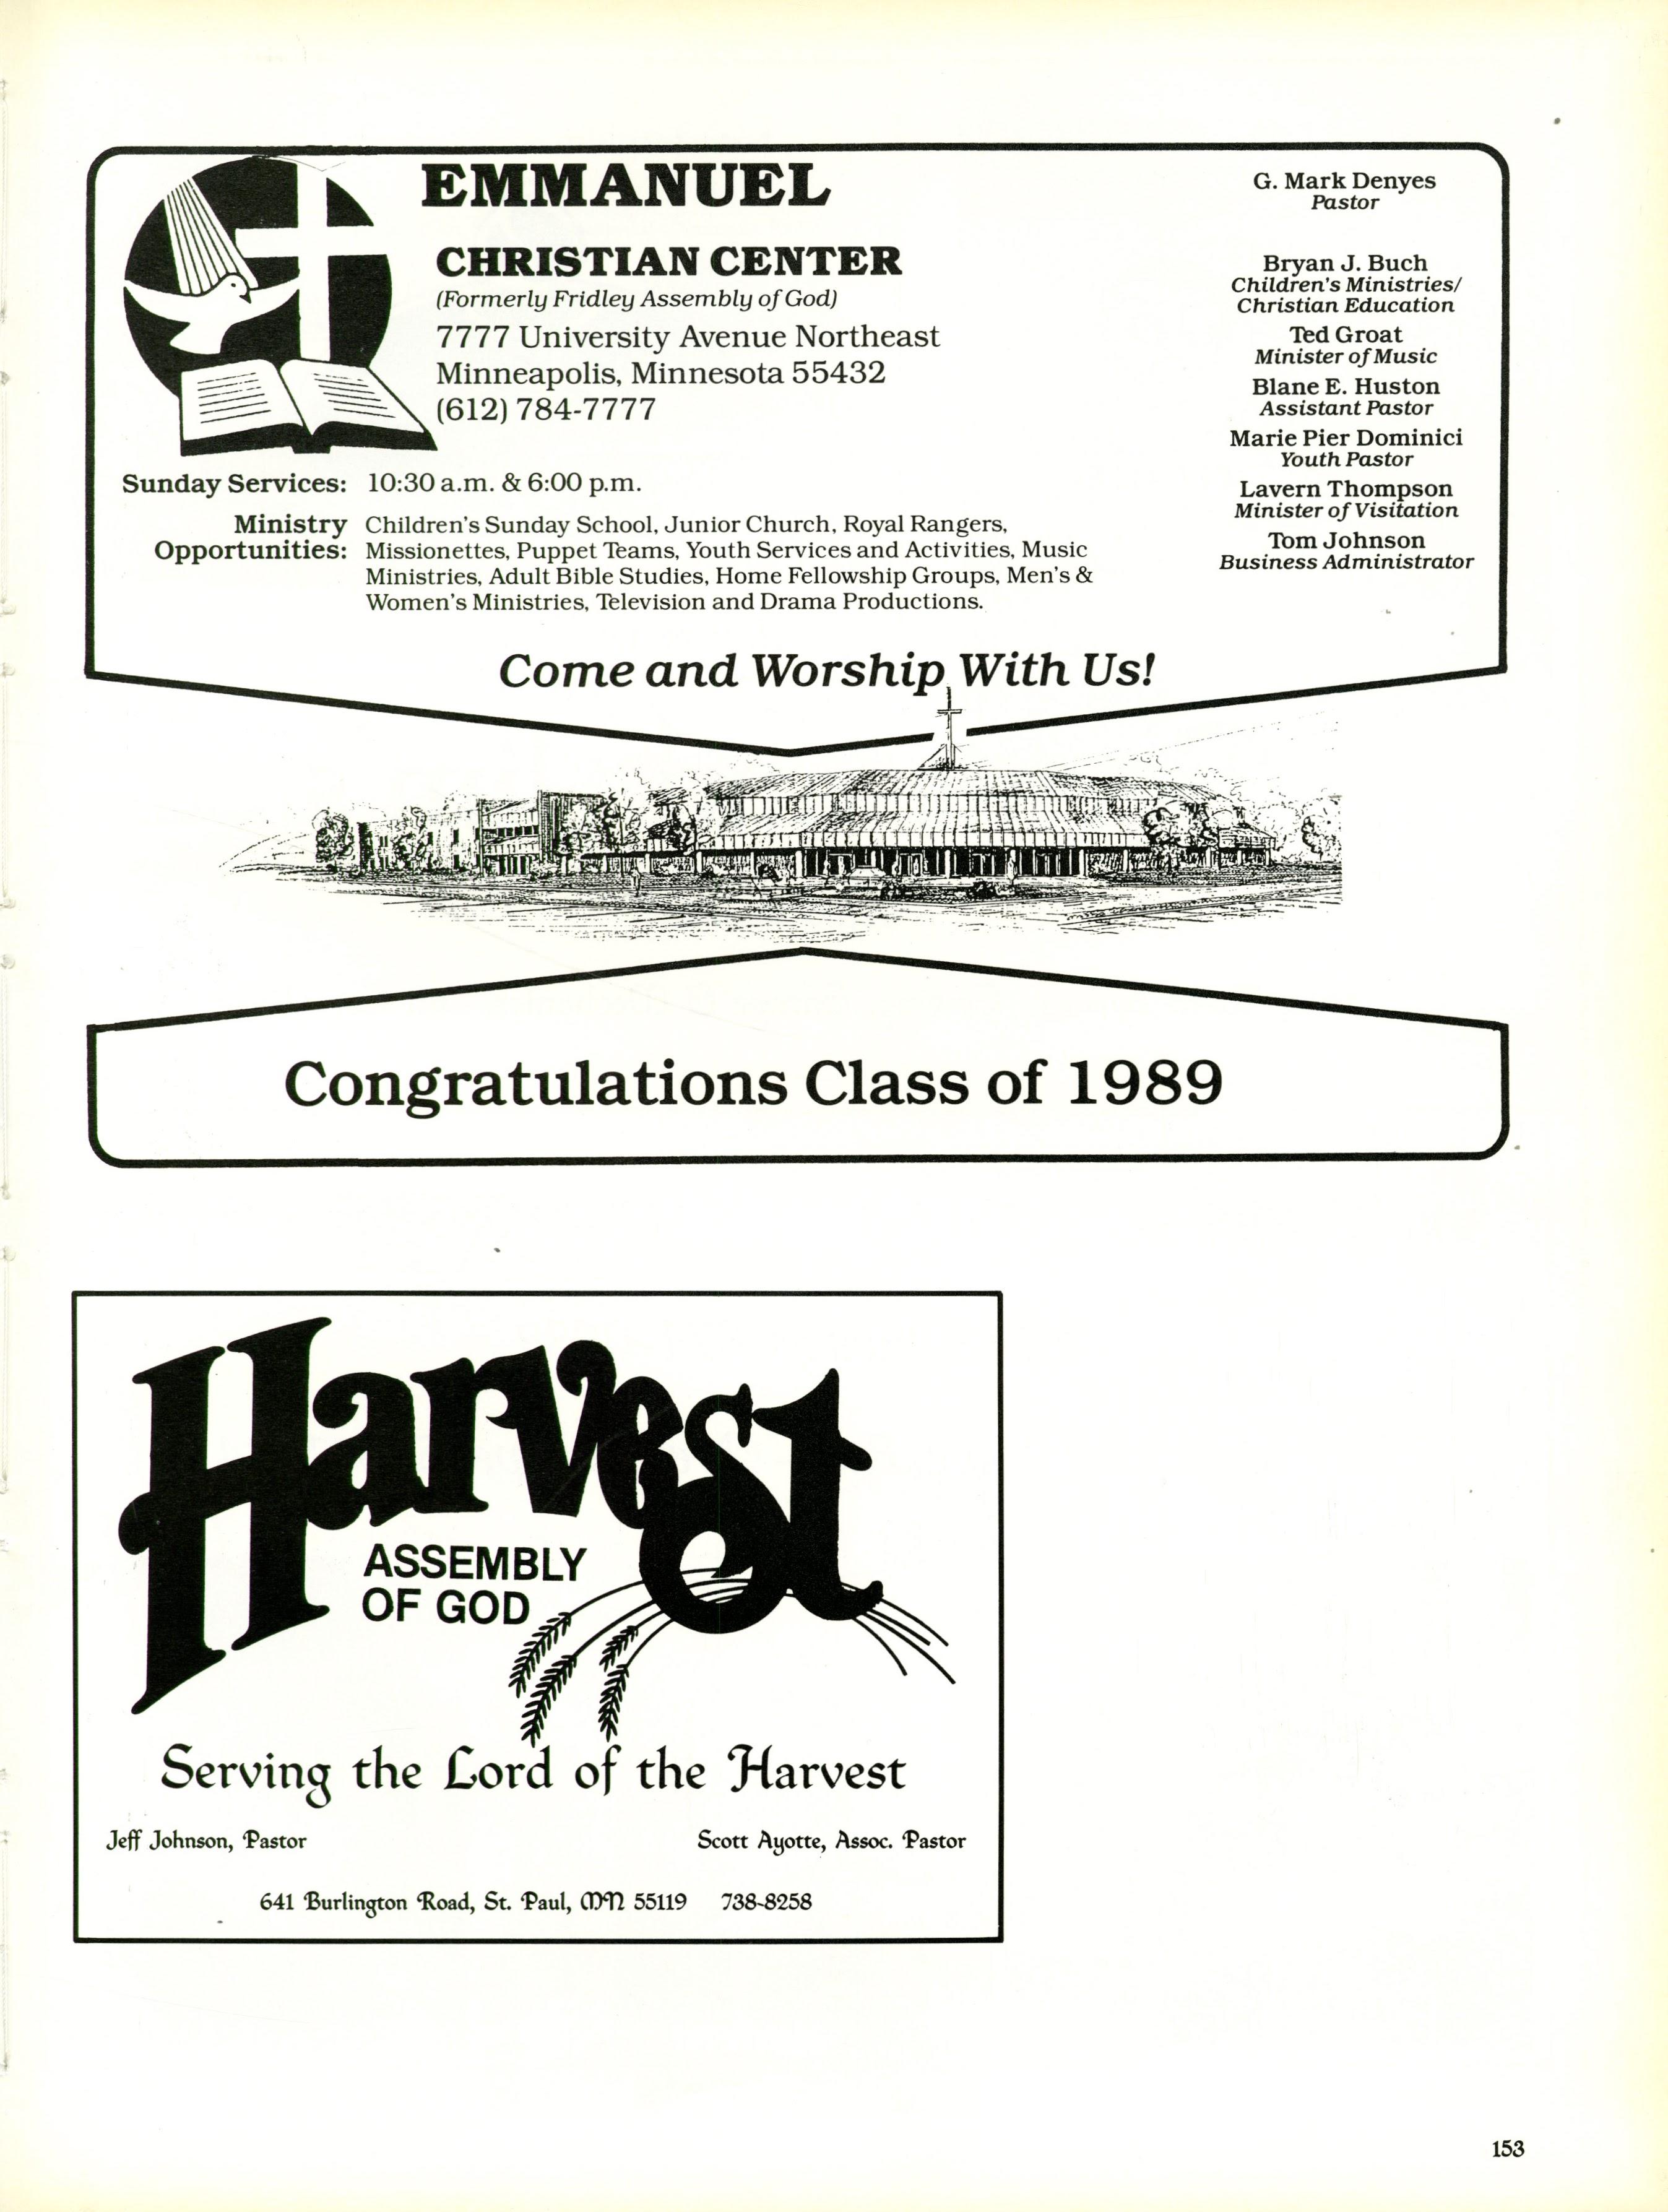 EMMANUEL
CHRISTIAN CENTER
(Formerly Fridley Assembly of God)
7777 University Avenue Northeast
Minneapolis, Minnesota 55432
(612) 784-7777
Sunday Services: 10:30 a.m. & 6:00 p.m.
Ministry Children's Sunday School, Junior Church, Royal Rangers,
Opportunities: Missionettes, Puppet Teams, Youth Services and Activities, Music
Ministries, Adult Bible Studies, Home Fellowship Groups, Men's &
Women's Ministries, Television and Drama Productions.
G. Mark Denyes
Pastor
Bryan J. Buch
Children's Ministries/
Christian Education
Ted Groat
Minister of Music
Blane E. Huston
Assistant Pastor
Marie Pier Dominici
Youth Pastor
Lavern Thompson
Minister of Visitation
Tom Johnson
Business Administrator
Come and Worship With Us!
Congratulations Class of 1989
Harvest
ASSEMBLY
OF GOD
Serving the Lord of the Harvest
Jeff Johnson, Pastor Scott Ayotte, Assoc. Pastor
641 Burlington Road, St. Paul, MN 55119 738-8258
153